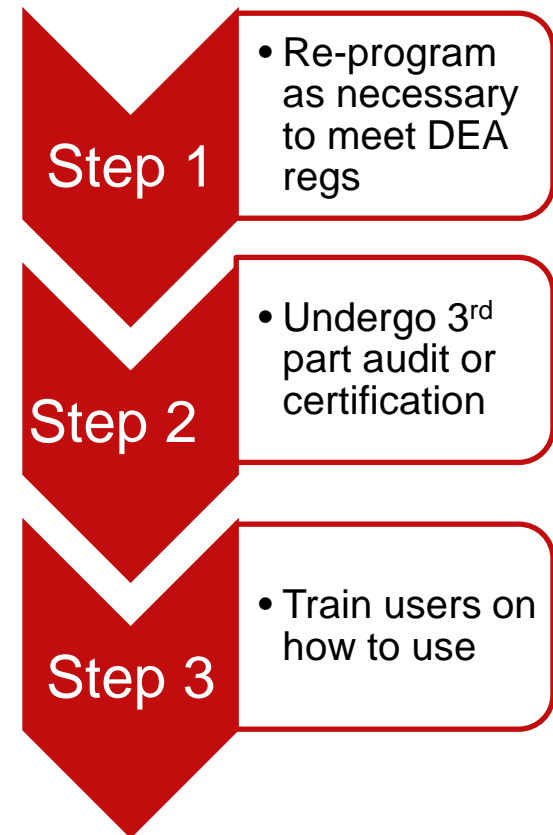 Step 1
• Re-program
as necessary
to meet DEA
regs
Step 2
• Undergo 3rd
part audit or
certification
Step 3
• Train users on
how to use